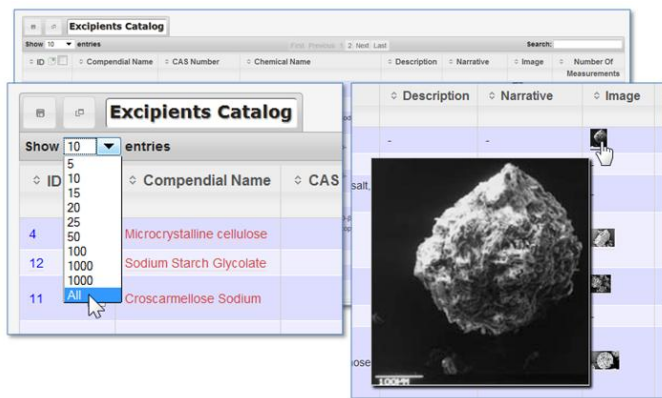 Excipients Catalog
Show 10 entries
First Previous 1 2 Next Last
Search:
ID
Compendial Name
CAS Number
Chemical Name
Description
Narrative
Image
Number Of Measurements
Excipients Catalog
Show 10 entries
5
10
15
20
25
50
100
1000
1000
All
ID
Compendial Name
CAS
4 Microcrystalline cellulose
12 Sodium Starch Glycolate
11 Croscarmellose Sodium
Description
Narrative
Image
- -
salt,